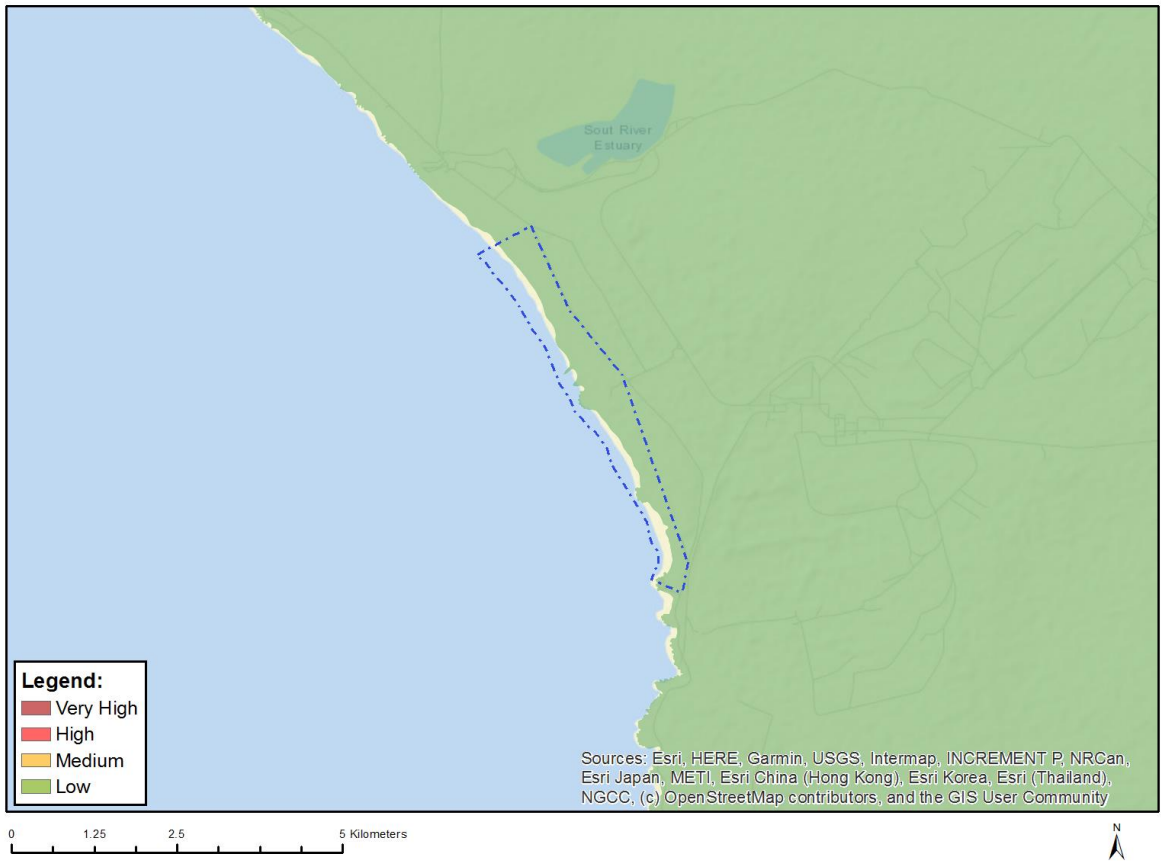 Sout River
Estuary
Legend:
Very High
High
Medium
Low
Sources: Esri, HERE, Garmin, USGS, Intermap, INCREMENT P, NRCan,
Esri Japan, METI, Esri China (Hong Kong), Esri Korea, Esri (Thailand),
NGCC, (c) OpenStreetMap contributors, and the GIS User Community
0 1.25 2.5 5 Kilometers
N